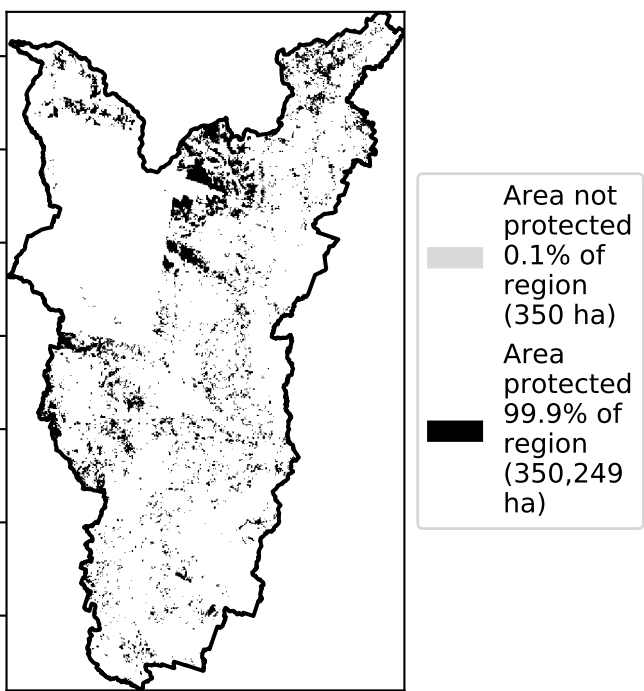 Area not
protected
0.1% of
region
(350 ha)
Area
protected
99.9% of
region
(350,249
ha)